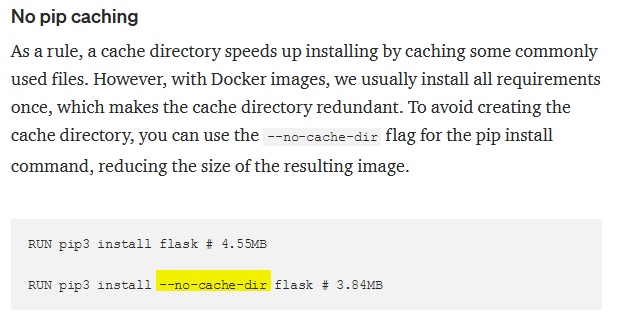 No pip caching
As a rule, a cache directory speeds up installing by caching some commonly
used files. However, with Docker images, we usually install all requirements
once, which makes the cache directory redundant. To avoid creating the
cache directory, you can use the --no-cache-dir flag for the pip install
command, reducing the size of the resulting image.
RUN pip3 install flask # 4.55MB
RUN pip3 install --no-cache-dir flask # 3.84MB